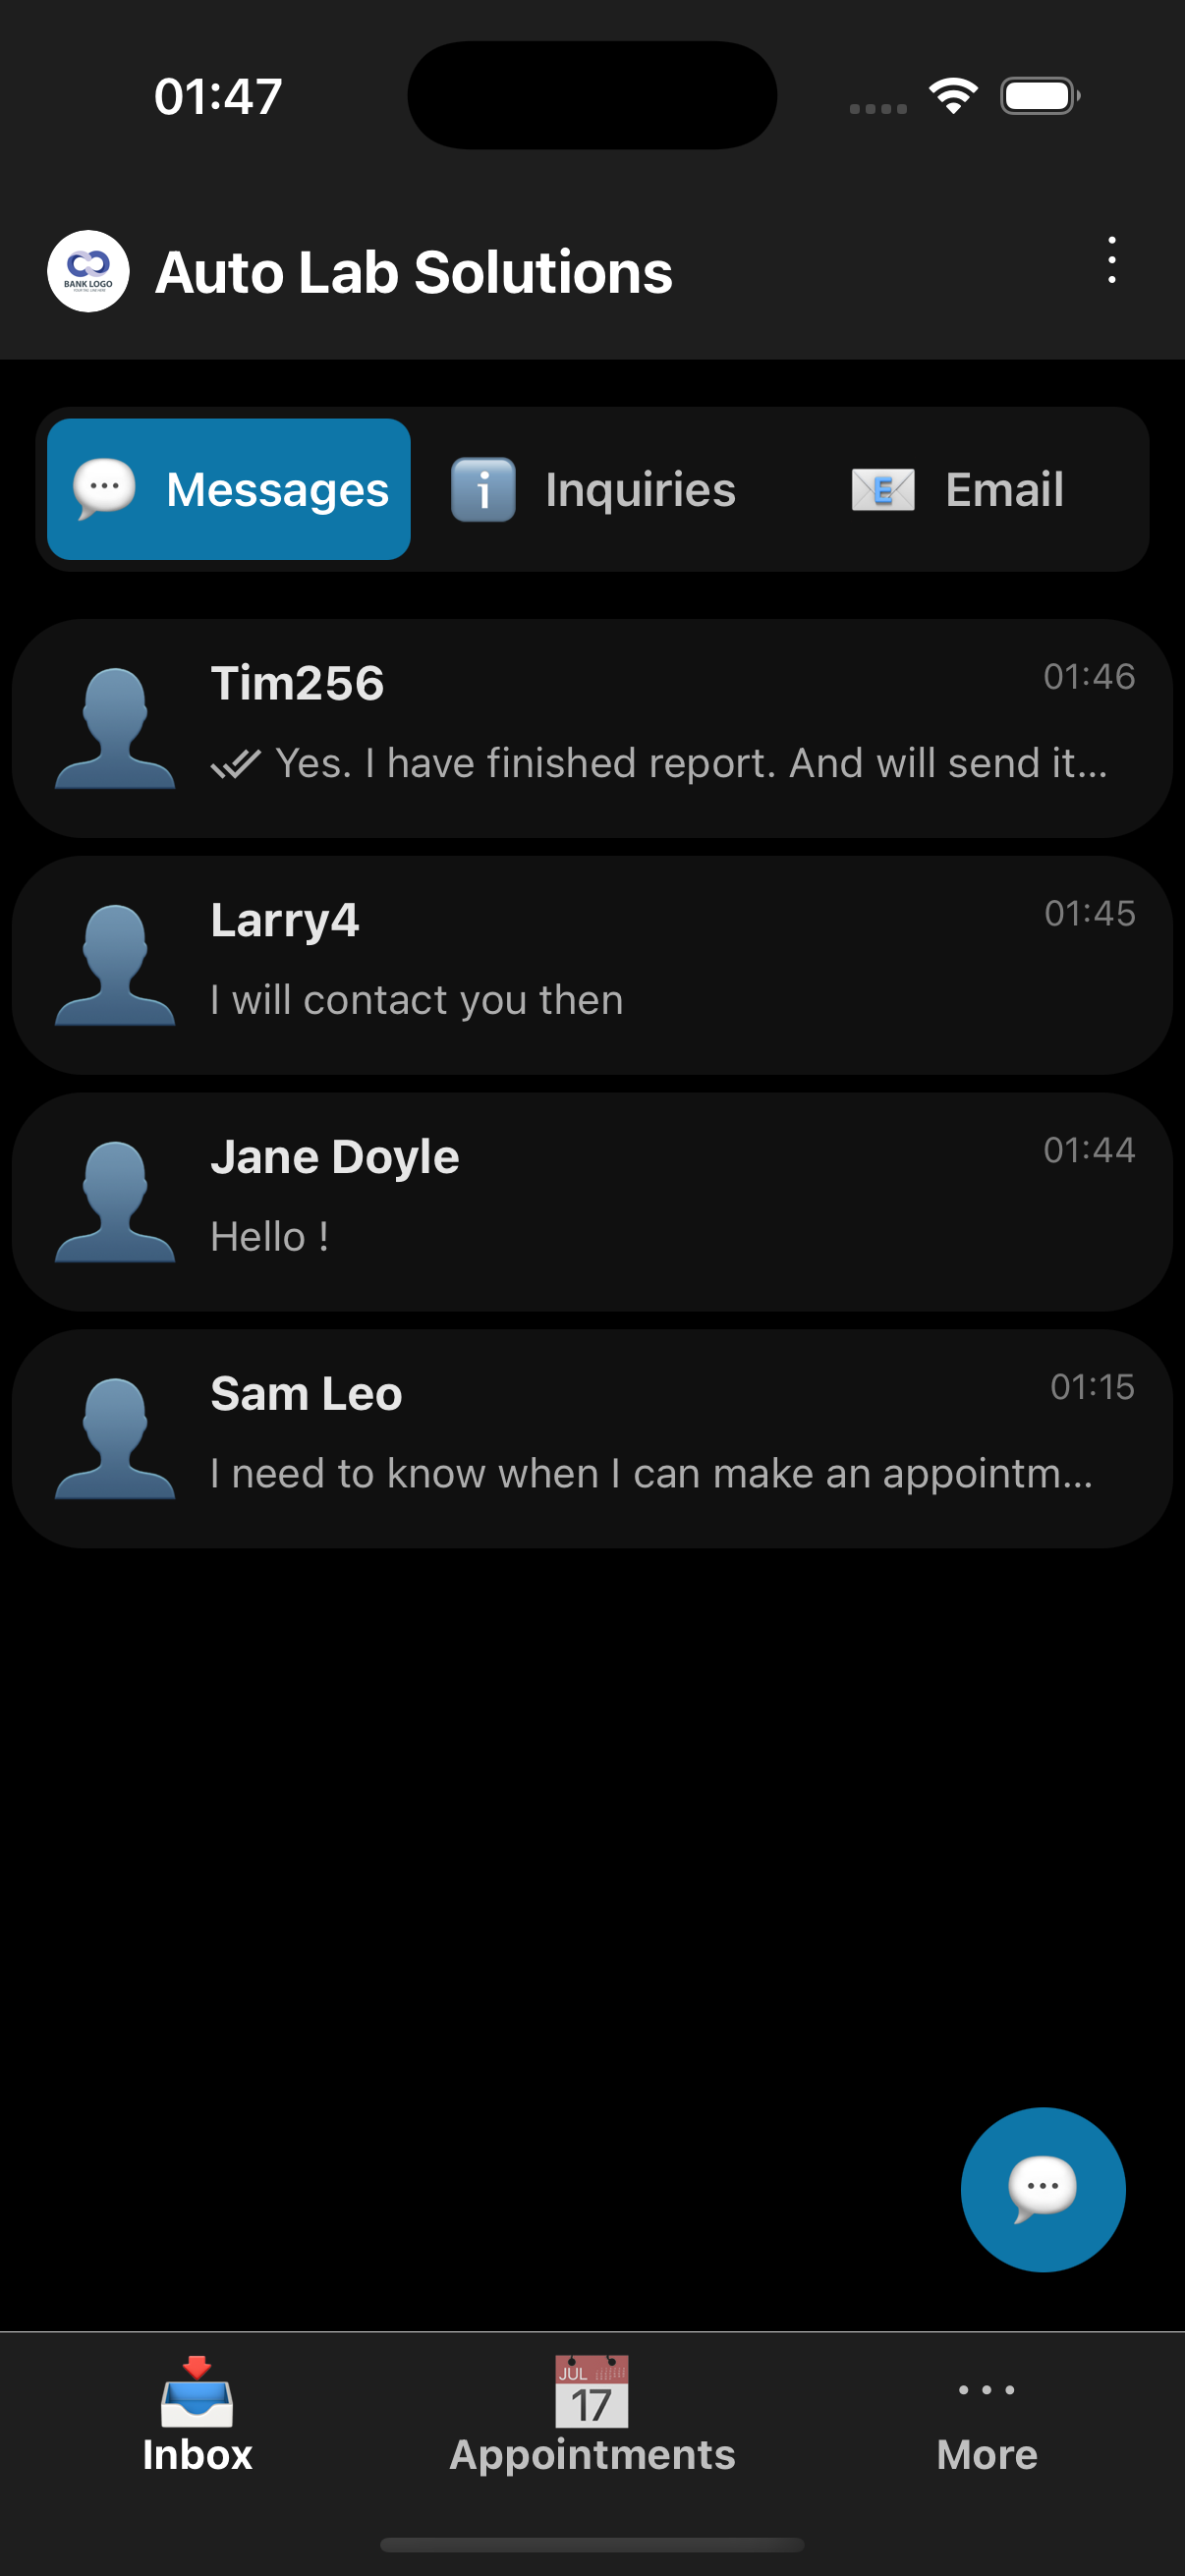 01:47
BANK LOGO
Auto Lab Solutions
Messages
Inquiries
Email
Tim256
01:46
Yes. I have finished report. And will send it...
Larry4
01:45
I will contact you then
Jane Doyle
01:44
Hello !
Sam Leo
01:15
I need to know when I can make an appointm...
Inbox
JUL
17
Appointments
More